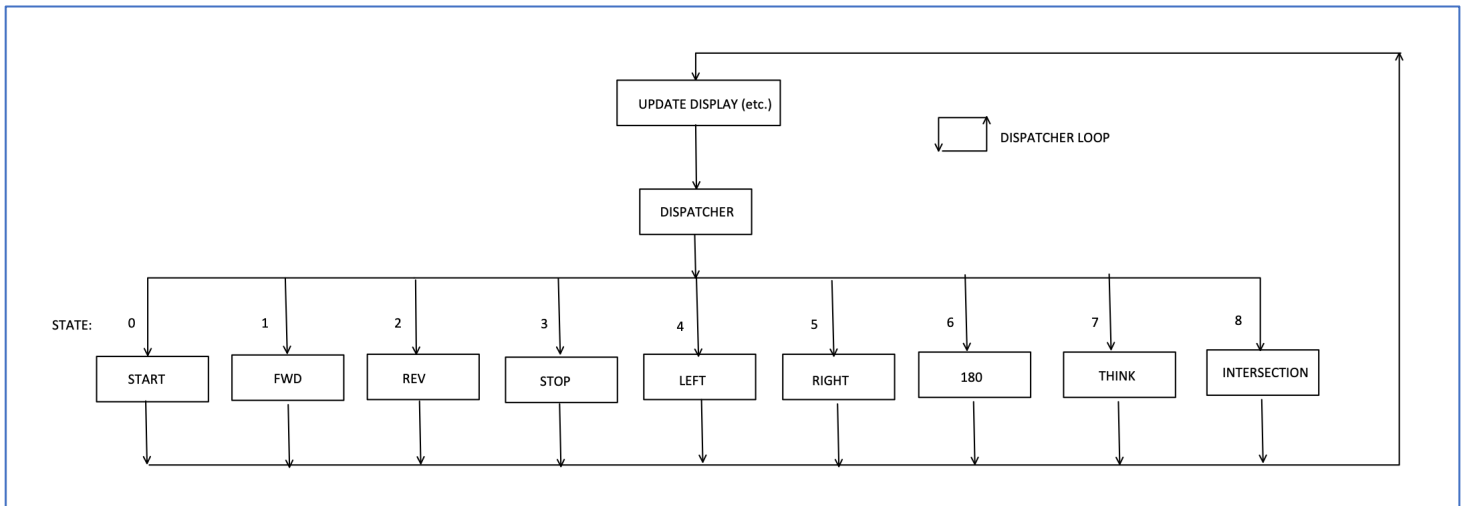 UPDATE DISPLAY (etc.)
DISPATCHER LOOP
DISPATCHER
STATE: 0 1 2 3 4 5 6 7 8
START FWD REV STOP LEFT RIGHT 180 THINK INTERSECTION